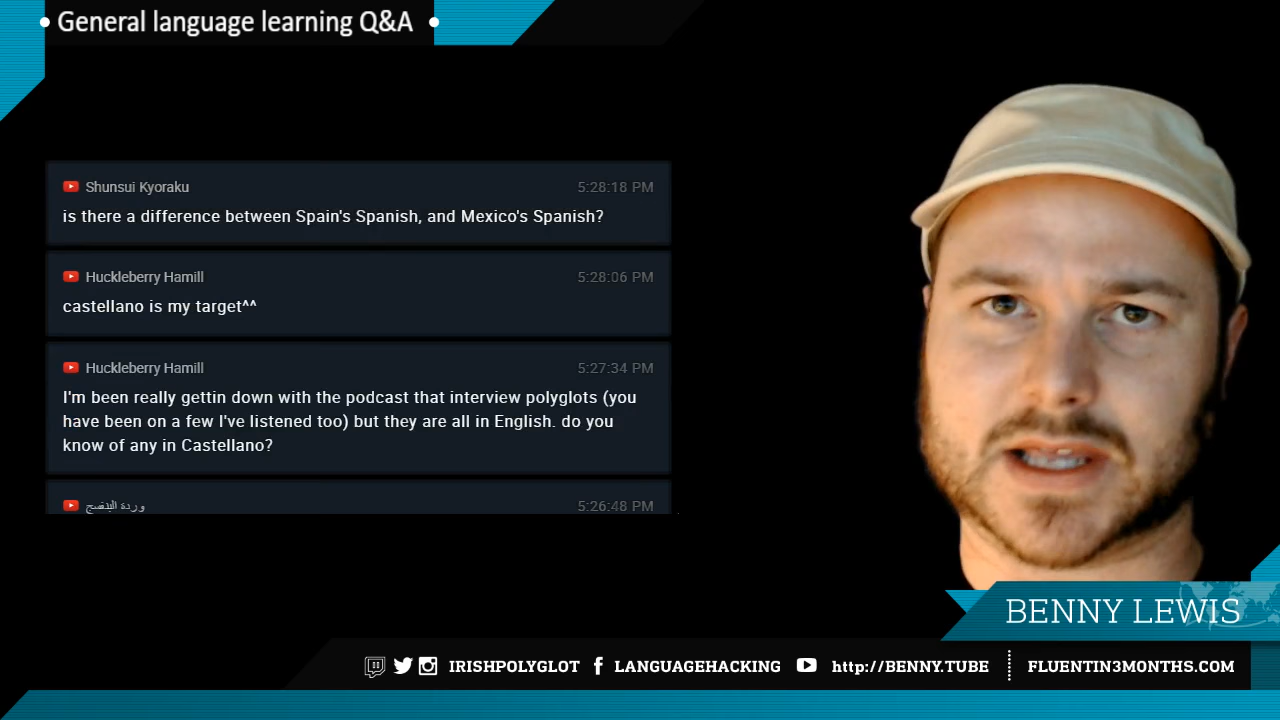 General language learning Q&A
Shunsui Kyoraku 5:28:18 PM
is there a difference between Spain's Spanish, and Mexico's Spanish?
Huckleberry Hamill 5:28:06 PM
castellano is my target^^
Huckleberry Hamill 5:27:34 PM
I'm been really gettin down with the podcast that interview polyglots (you
have been on a few I've listened too) but they are all in English. do you
know of any in Castellano?
وردة البنفسج 5:26:48 PM
BENNY LEWIS
IRISHPOLYGLOT LANGUAGEHACKING http://BENNY.TUBE FLUENTIN3MONTHS.COM